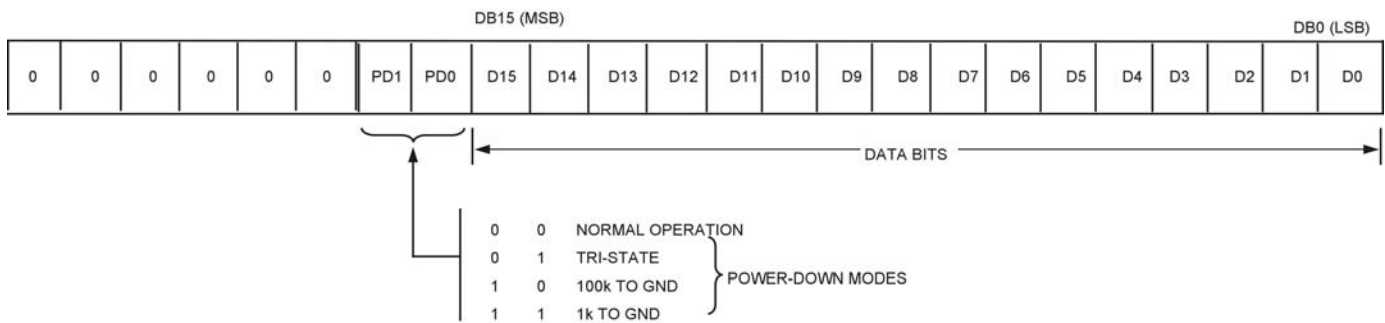 DB15 (MSB)
DB0 (LSB)
0 0 0 0 0 0 PD1 PD0 D15 D14 D13 D12 D11 D10 D9 D8 D7 D6 D5 D4 D3 D2 D1 D0
DATA BITS
0 0 NORMAL OPERATION
0 1 TRI-STATE
POWER-DOWN MODES
1 0 100k TO GND
1 1 1k TO GND